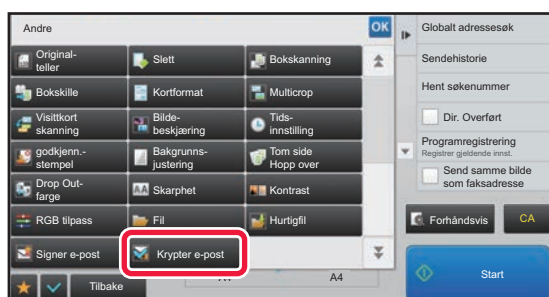 Andre
OK
Original-
teller
Slett
Bokskanning
Bokskille
Kortformat
Multicrop
Visittkort
skanning
Bilde-
beskjæring
Tids-
innstilling
godkjenn.-
stempel
Bakgrunns-
justering
Tom side
Hopp over
Drop Out-
farge
Skarphet
Kontrast
RGB tilpass
Fil
Hurtigfil
Signer e-post
Krypter e-post
Tilbake
A4
Globalt adressesøk
Sendehistorie
Hent søkenummer
Dir. Overført
Programregistrering
Registrer gjeldende innst.
Send samme bilde
som faksadresse
Forhåndsvis
CA
Start